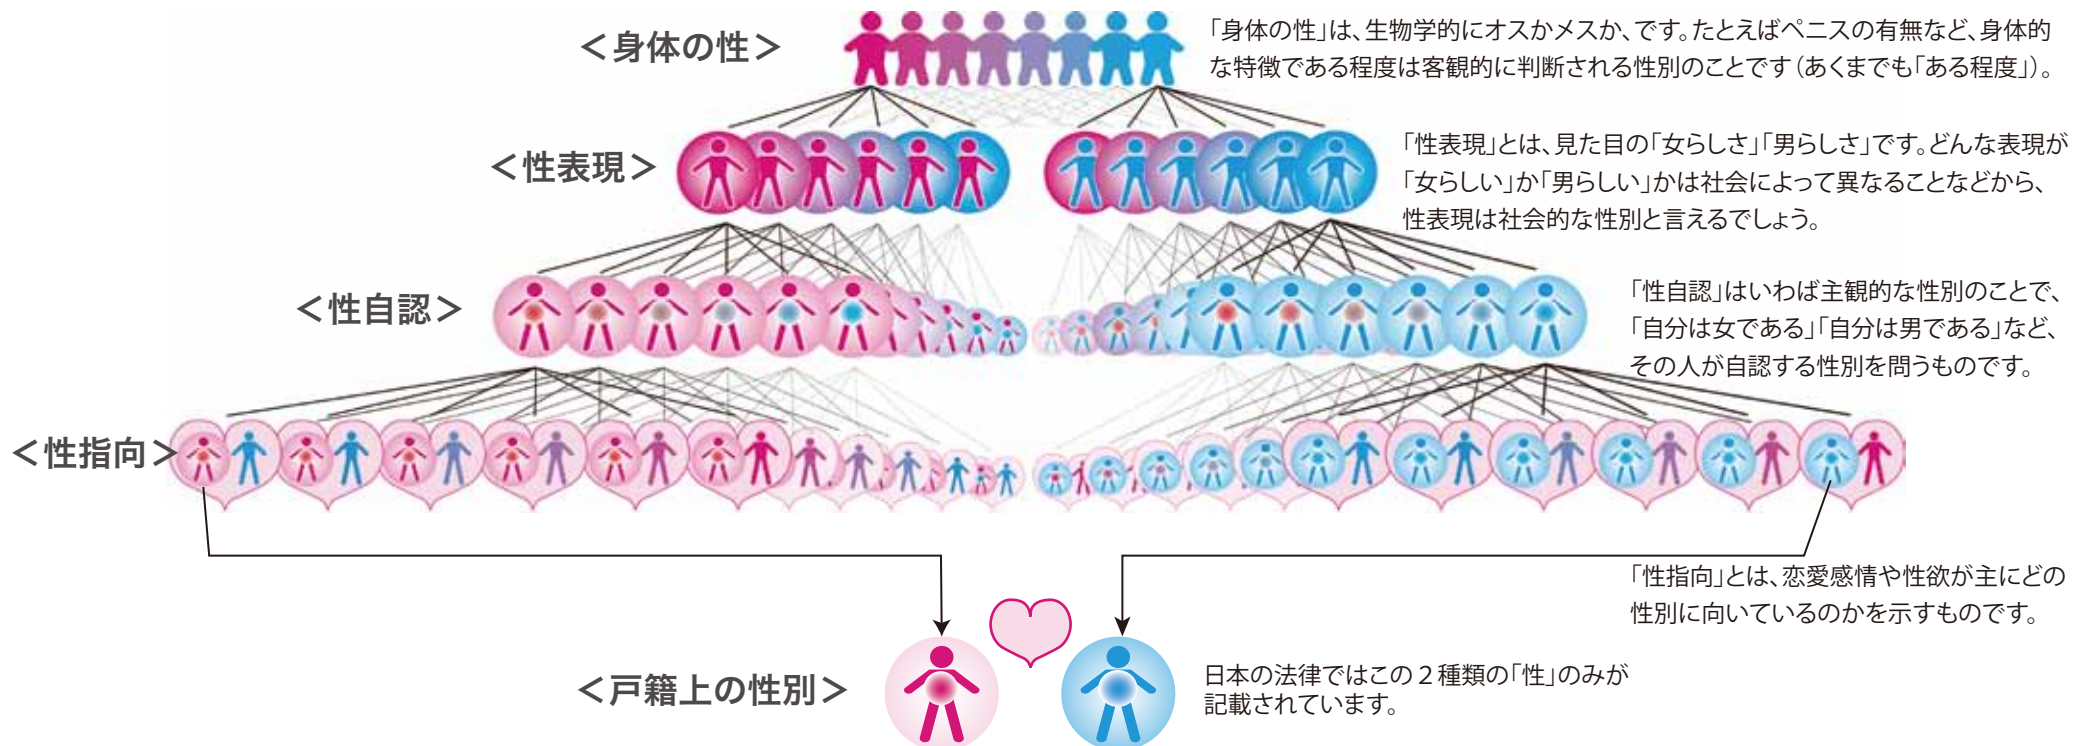 ＜身体の性＞
「身体の性」は、生物学的にオスかメスか、です。たとえばペニスの有無など、身体的
な特徴である程度は客観的に判断される性別のことです（あくまでも「ある程度」）。
＜性表現＞
「性表現」とは、見た目の「女らしさ」「男らしさ」です。どんな表現が
「女らしい」か「男らしい」かは社会によって異なることなどから、
性表現は社会的な性別と言えるでしょう。
＜性自認＞
「性自認」はいわば主観的な性別のことで、
「自分は女である」「自分は男である」など、
その人が自認する性別を問うものです。
＜性指向＞
「性指向」とは、恋愛感情や性欲が主にどの
性別に向いているのかを示すものです。
＜戸籍上の性別＞
日本の法律ではこの２種類の「性」のみが
記載されています。